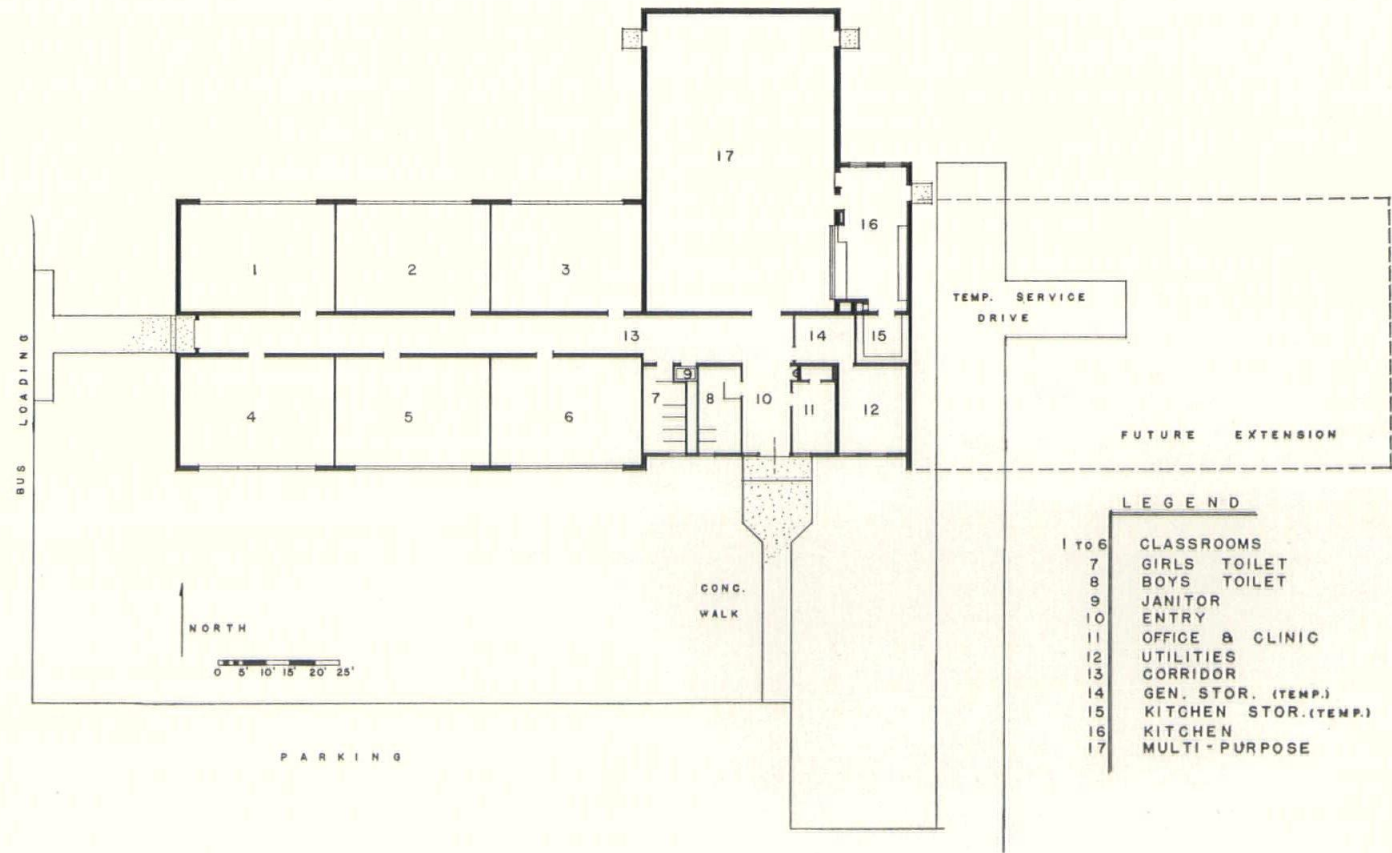 17
16
1
2
3
TEMP. SERVICE
DRIVE
13
14
15
BUS LOADING
9
7
8
10
11
12
4
5
6
FUTURE EXTENSION
LEGEND
1 TO 6 CLASSROOMS
7 GIRLS TOILET
8 BOYS TOILET
9 JANITOR
10 ENTRY
11 OFFICE & CLINIC
12 UTILITIES
13 CORRIDOR
14 GEN. STOR. (TEMP.)
15 KITCHEN STOR. (TEMP.)
16 KITCHEN
17 MULTI-PURPOSE
CONC.
WALK
NORTH
0 5' 10' 15' 20' 25'
PARKING